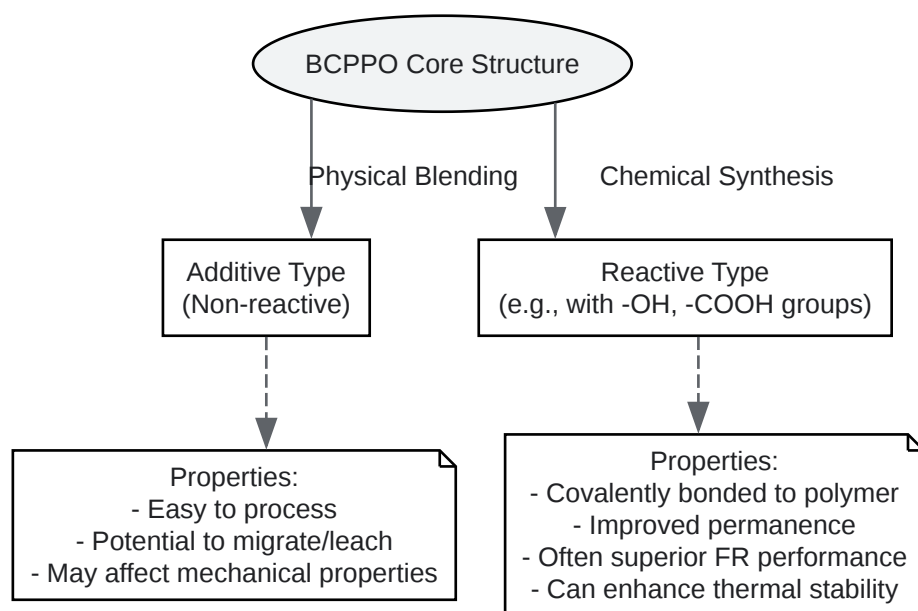 BCPPO Core Structure
Physical Blending
Chemical Synthesis
Additive Type
(Non-reactive)
Reactive Type
(e.g., with -OH, -COOH groups)
Properties:
- Easy to process
- Potential to migrate/leach
- May affect mechanical properties
Properties:
- Covalently bonded to polymer
- Improved permanence
- Often superior FR performance
- Can enhance thermal stability